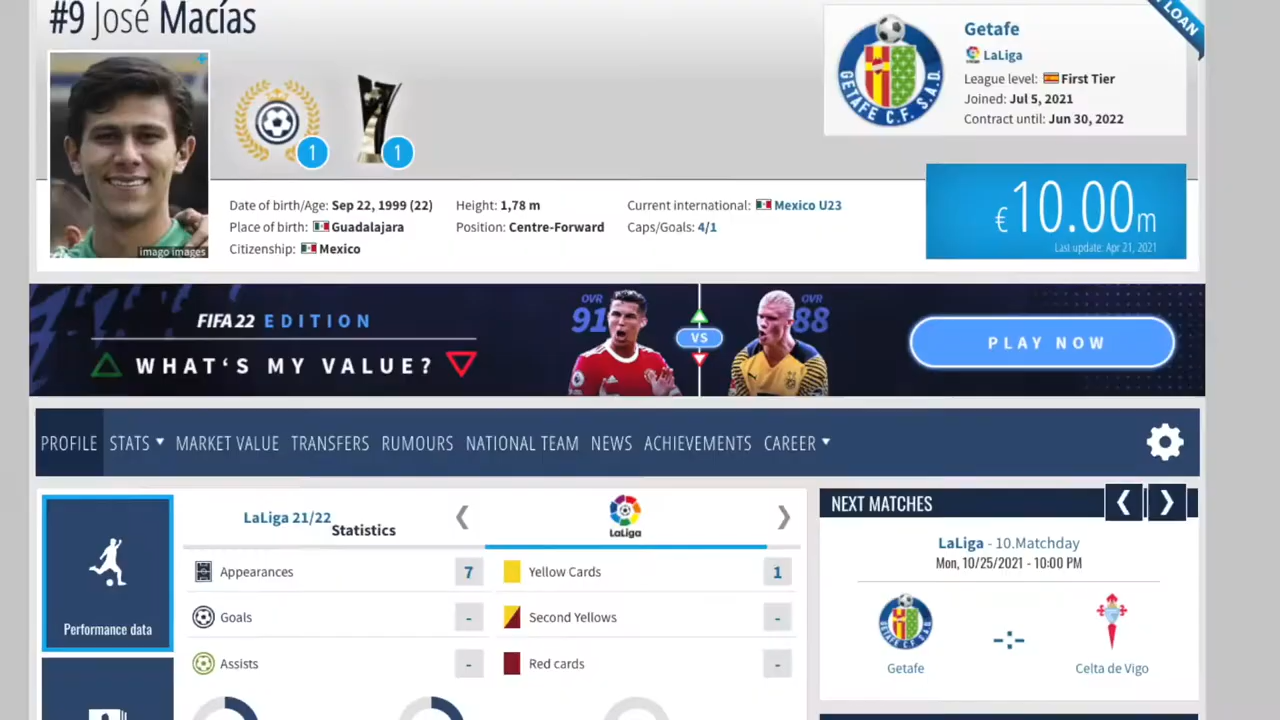 #9 José Macías
imago images
1
1
Date of birth/Age: Sep 22, 1999 (22)
Place of birth: Guadalajara
Citizenship: Mexico
Height: 1,78 m
Position: Centre-Forward
Current international: Mexico U23
Caps/Goals: 4/1
GETAFE C.F. S.A.D.
Getafe
LaLiga
League level: First Tier
Joined: Jul 5, 2021
Contract until: Jun 30, 2022
LOAN
€10.00m
Last update: Apr 21, 2021
FIFA 22 EDITION
WHAT'S MY VALUE?
OVR
91
VS
OVR
88
PLAY NOW
PROFILE STATS MARKET VALUE TRANSFERS RUMOURS NATIONAL TEAM NEWS ACHIEVEMENTS CAREER
Performance data
LaLiga 21/22
Statistics
LaLiga
Appearances 7
Yellow Cards 1
Goals -
Second Yellows -
Assists -
Red cards -
NEXT MATCHES
LaLiga - 10.Matchday
Mon, 10/25/2021 - 10:00 PM
-:-
Getafe
Celta de Vigo